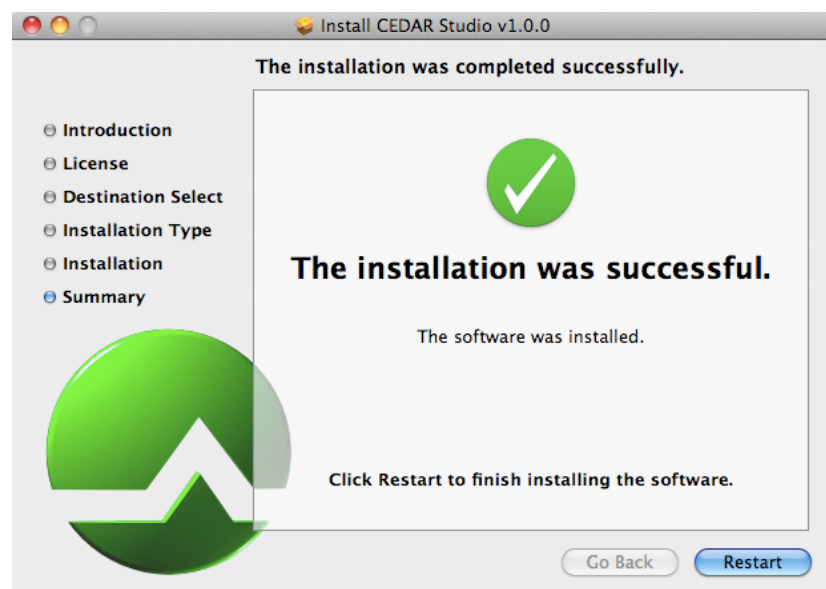 Install CEDAR Studio v1.0.0
The installation was completed successfully.
Introduction
License
Destination Select
Installation Type
Installation
Summary
The installation was successful.
The software was installed.
Click Restart to finish installing the software.
Go Back
Restart